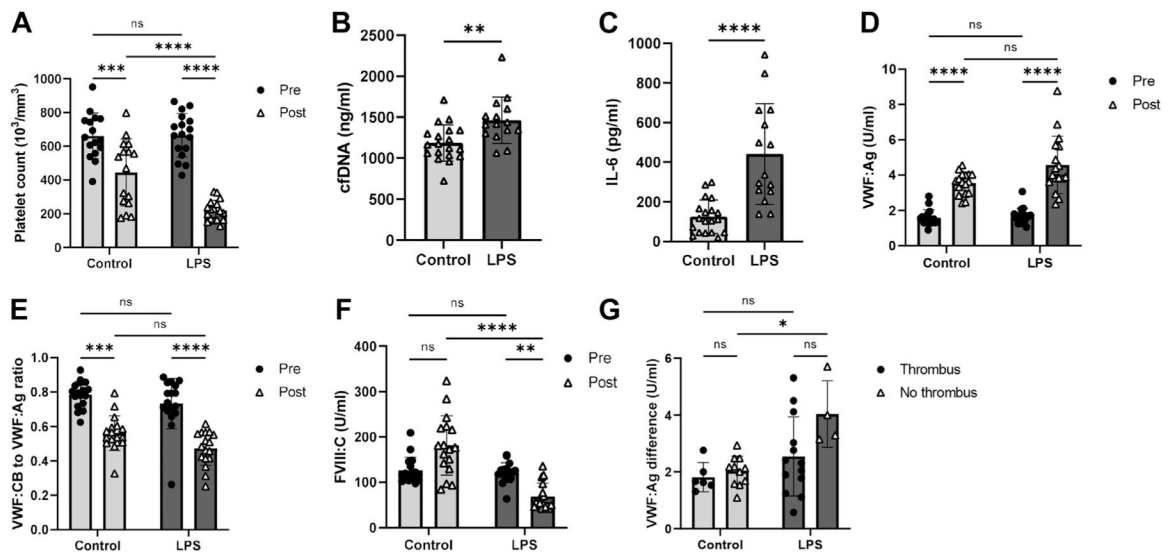 A
ns
****
***
****
Platelet count (10³/mm³)
1000
800
600
400
200
0
Control
LPS
Pre
Post
B
**
cfDNA (ng/ml)
2500
2000
1500
1000
500
0
Control
LPS
C
****
IL-6 (pg/ml)
1000
800
600
400
200
0
Control
LPS
D
ns
ns
****
****
VWF:Ag (U/ml)
10
8
6
4
2
0
Control
LPS
Pre
Post
E
ns
ns
***
****
VWF:CB to VWF:Ag ratio
1.0
0.8
0.6
0.4
0.2
0.0
Control
LPS
Pre
Post
F
ns
****
ns
**
FVIII:C (U/ml)
400
300
200
100
0
Control
LPS
Pre
Post
G
ns
*
ns
ns
VWF:Ag difference (U/ml)
6
4
2
0
Control
LPS
Thrombus
No thrombus